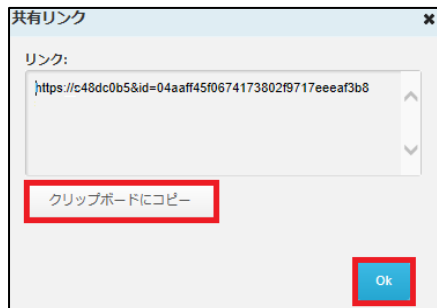 共有リンク
リンク:
https://c48dc0b5&id=04aaff45f0674173802f9717eeeaf3b8
クリップボードにコピー
Ok